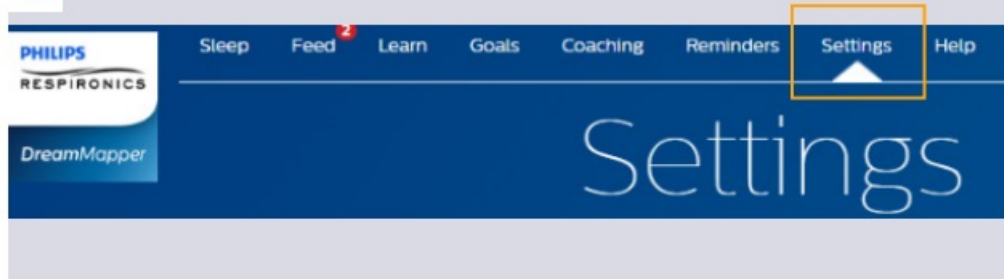 PHILIPS
RESPIRONICS
DreamMapper
Sleep Feed 2 Learn Goals Coaching Reminders Settings Help
Settings